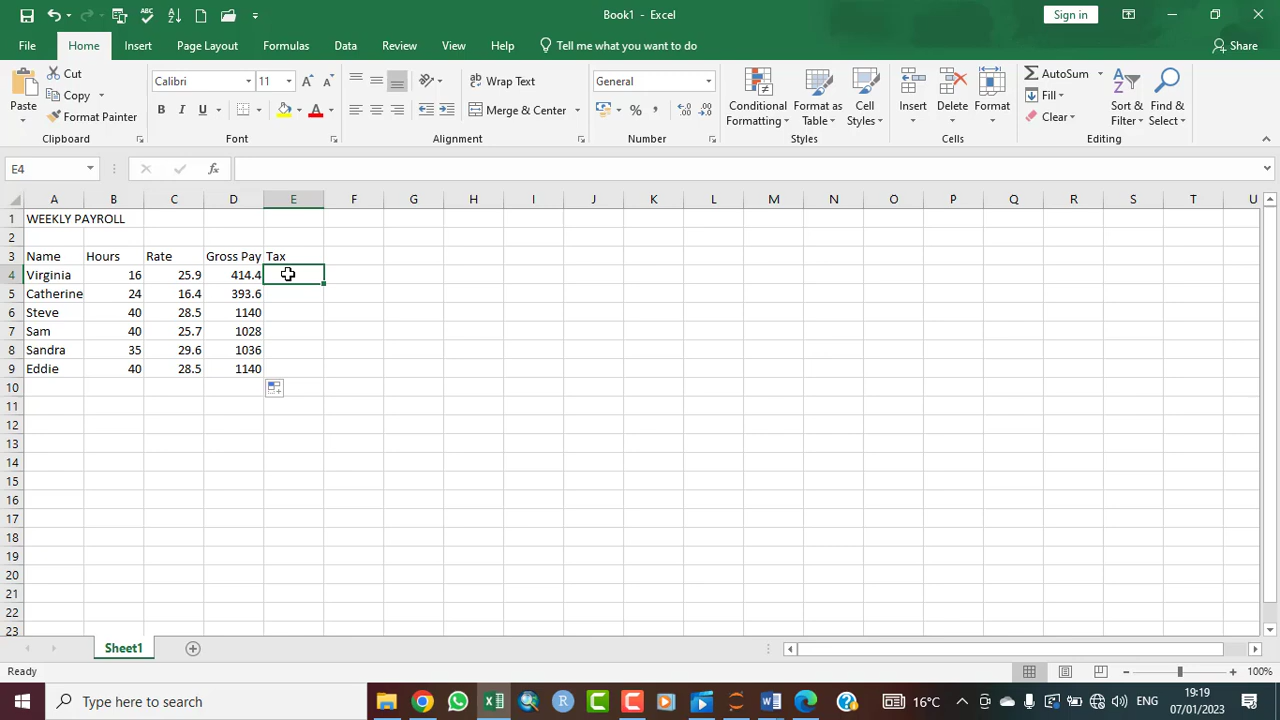 Book1 - Excel
Sign in
File Home Insert Page Layout Formulas Data Review View Help Tell me what you want to do Share
Paste Cut Copy Format Painter Clipboard
Calibri 11 B I U A Font
Wrap Text Merge & Center Alignment
General % , Number
Conditional Formatting Format as Table Cell Styles Styles
Insert Delete Format Cells
AutoSum Fill Clear Sort & Filter Find & Select Editing
E4 fx
A B C D E F G H I J K L M N O P Q R S T U
1 WEEKLY PAYROLL
2
3 Name Hours Rate Gross Pay Tax
4 Virginia 16 25.9 414.4
5 Catherine 24 16.4 393.6
6 Steve 40 28.5 1140
7 Sam 40 25.7 1028
8 Sandra 35 29.6 1036
9 Eddie 40 28.5 1140
10
11
12
13
14
15
16
17
18
19
20
21
22
23
Sheet1
Ready 100%
Type here to search 16°C ENG 19:19
07/01/2023